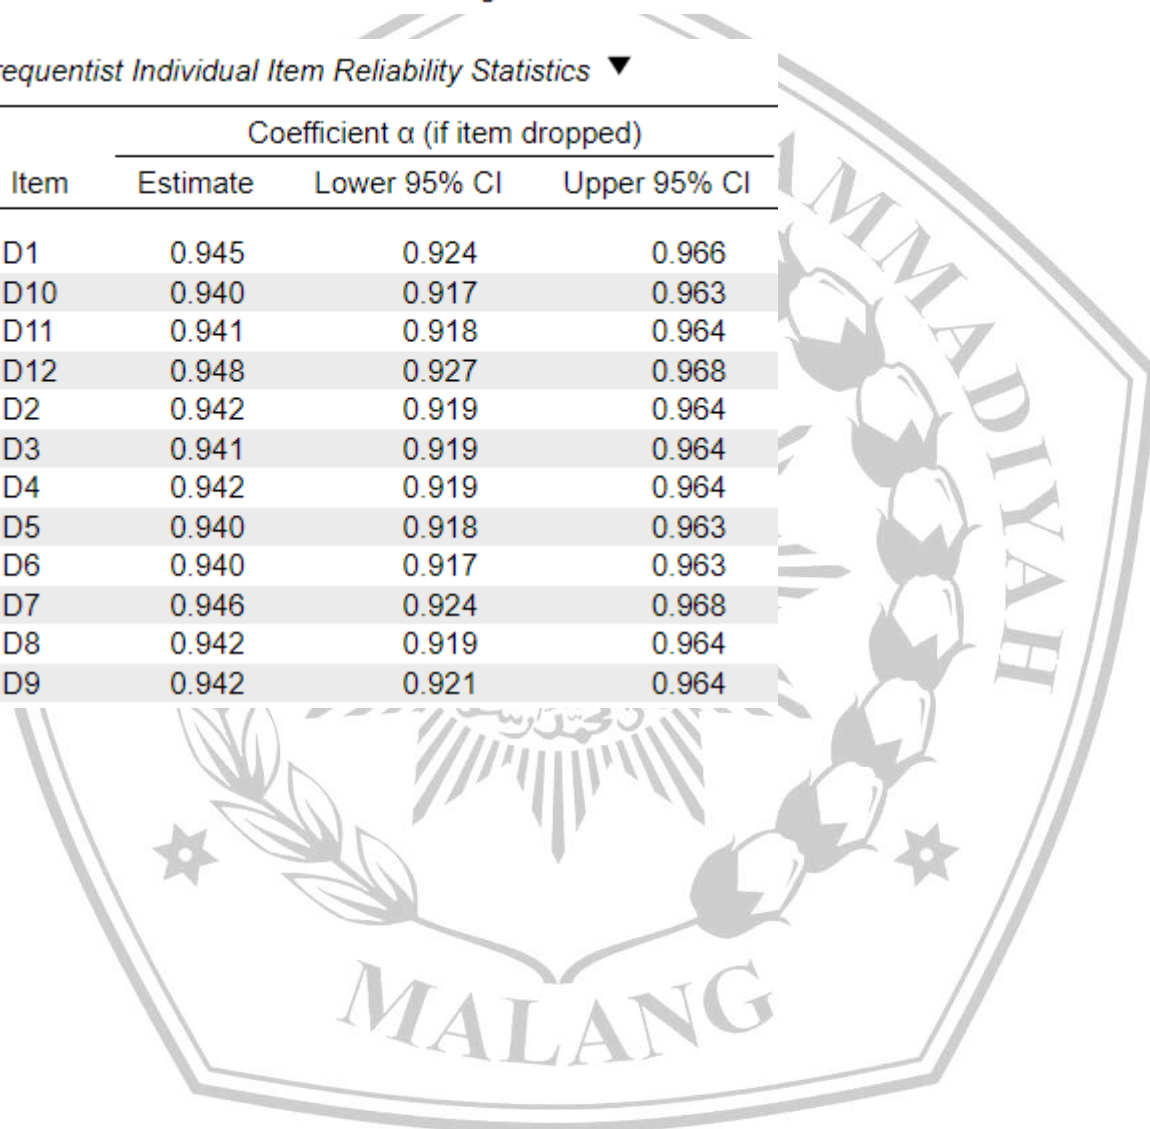 requentist Individual Item Reliability Statistics ▼
Coefficient α (if item dropped)
Item Estimate Lower 95% CI Upper 95% CI
D1 0.945 0.924 0.966
D10 0.940 0.917 0.963
D11 0.941 0.918 0.964
D12 0.948 0.927 0.968
D2 0.942 0.919 0.964
D3 0.941 0.919 0.964
D4 0.942 0.919 0.964
D5 0.940 0.918 0.963
D6 0.940 0.917 0.963
D7 0.946 0.924 0.968
D8 0.942 0.919 0.964
D9 0.942 0.921 0.964
AMMADIYAH
MALANG